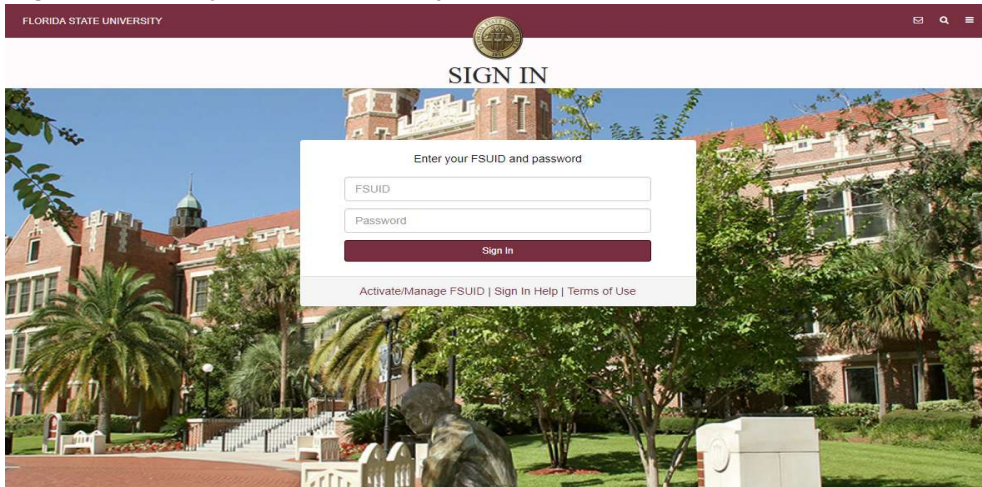 FLORIDA STATE UNIVERSITY
SIGN IN
Enter your FSUID and password
FSUID
Password
Sign In
Activate/Manage FSUID | Sign In Help | Terms of Use